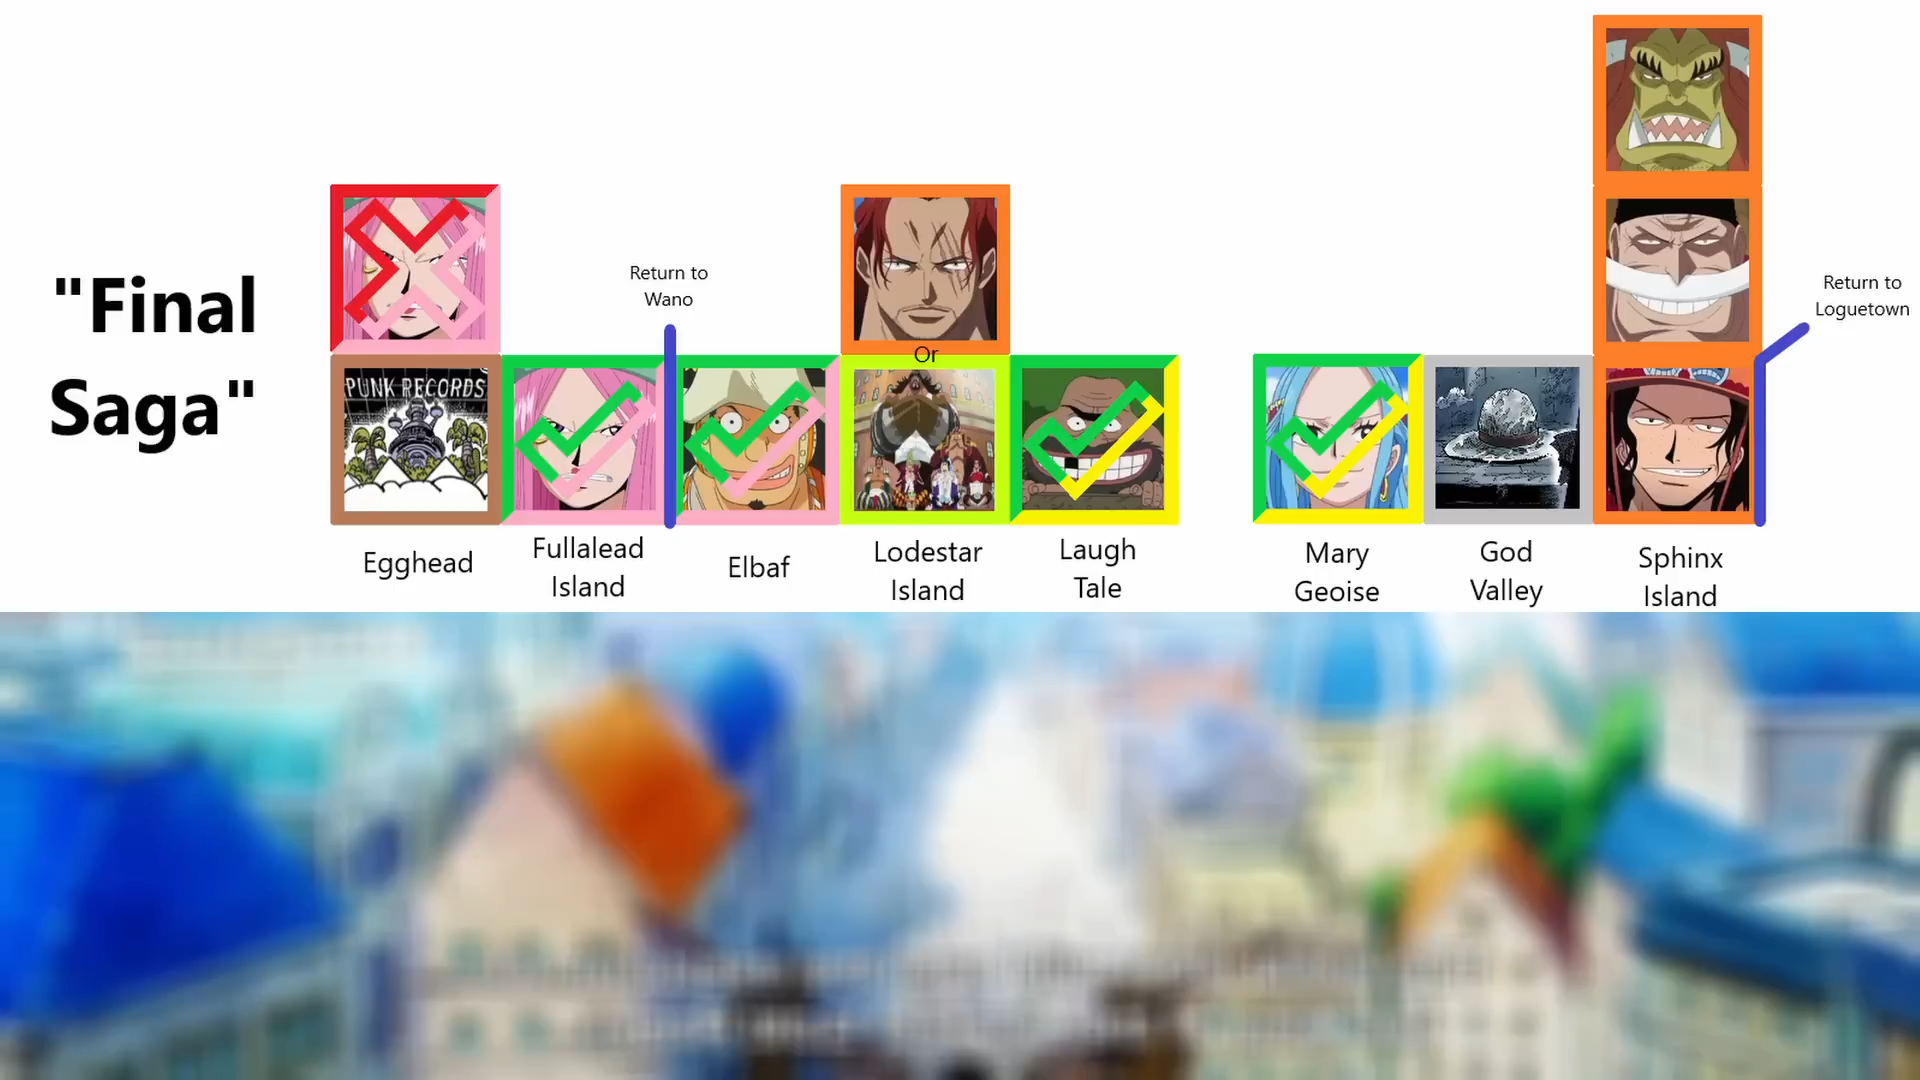 "Final
Saga"
Return to
Wano
Return to
Loguetown
Or
PUNK RECORDS
Egghead
Fullalead
Island
Elbaf
Lodestar
Island
Laugh
Tale
Mary
Geoise
God
Valley
Sphinx
Island